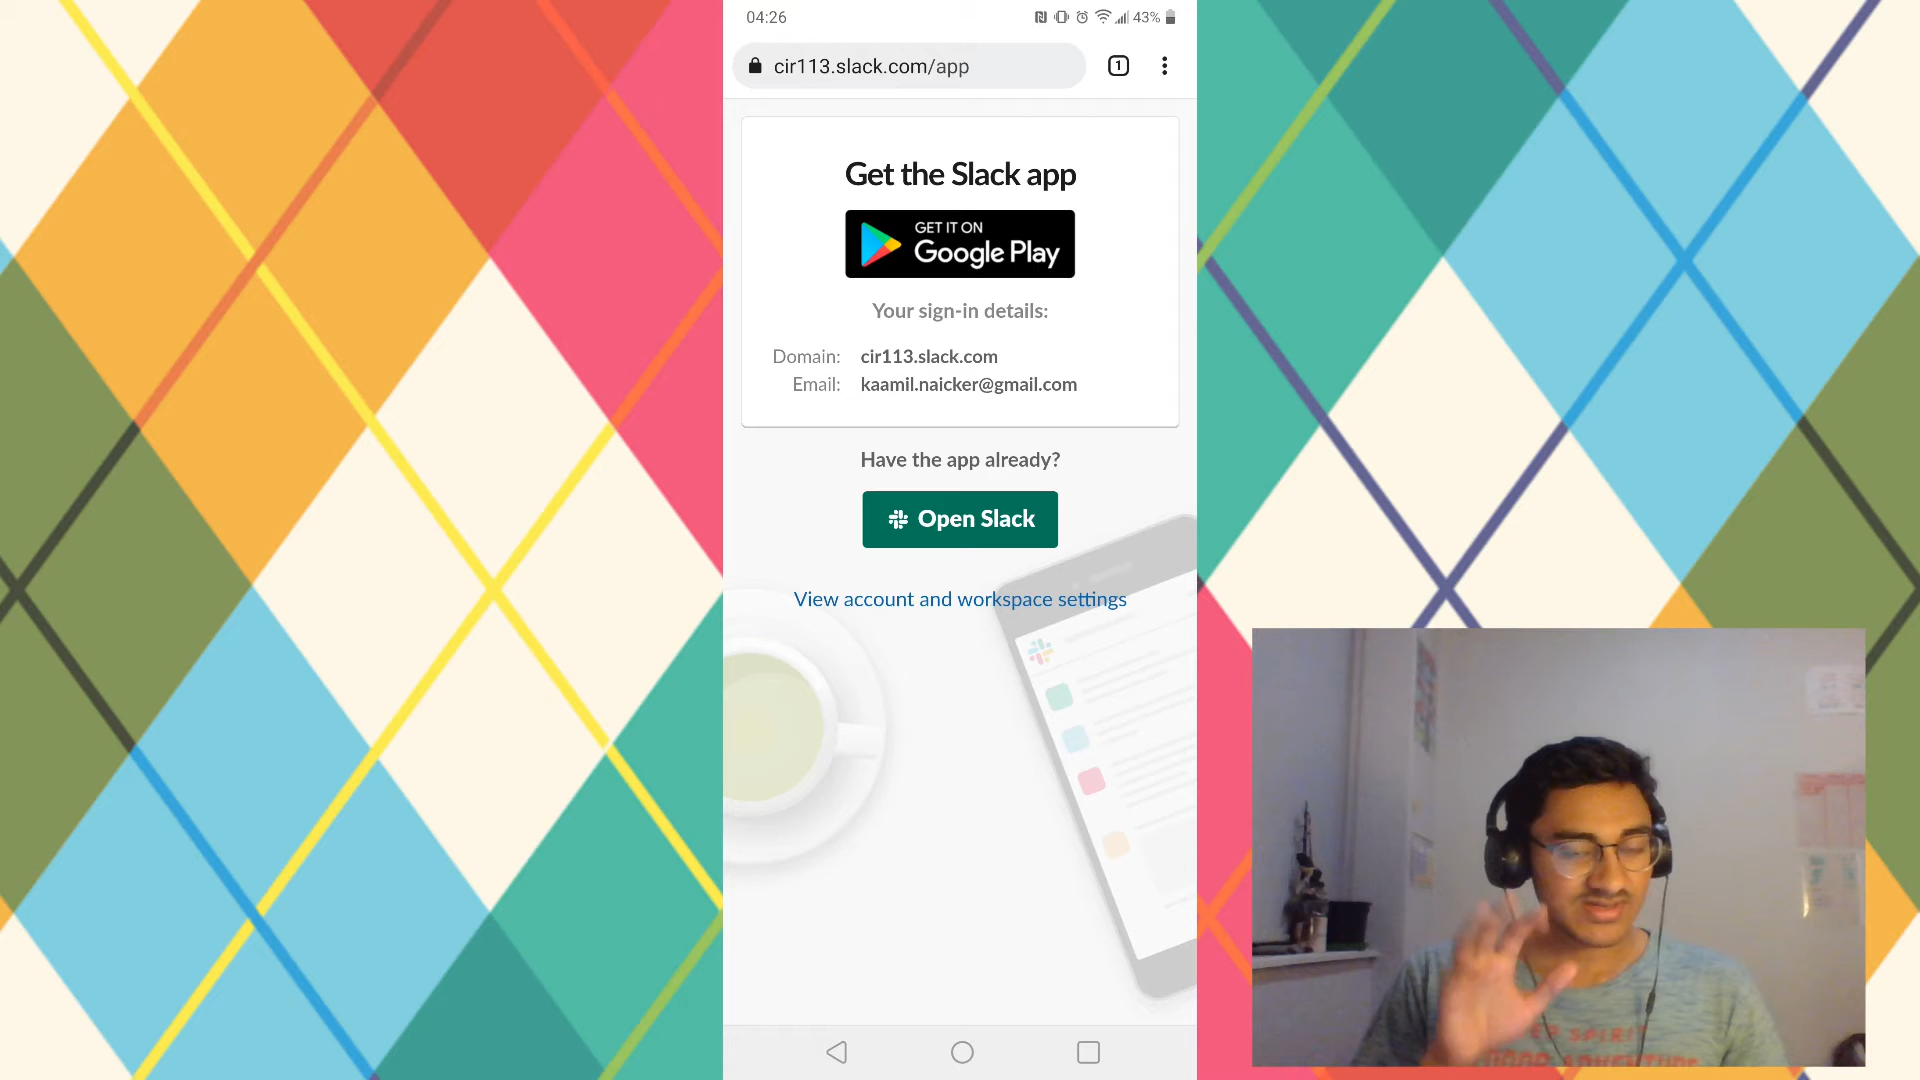 04:26
43%
cir113.slack.com/app
1
Get the Slack app
GET IT ON
Google Play
Your sign-in details:
Domain: cir113.slack.com
Email: kaamil.naicker@gmail.com
Have the app already?
Open Slack
View account and workspace settings
SPIRIT